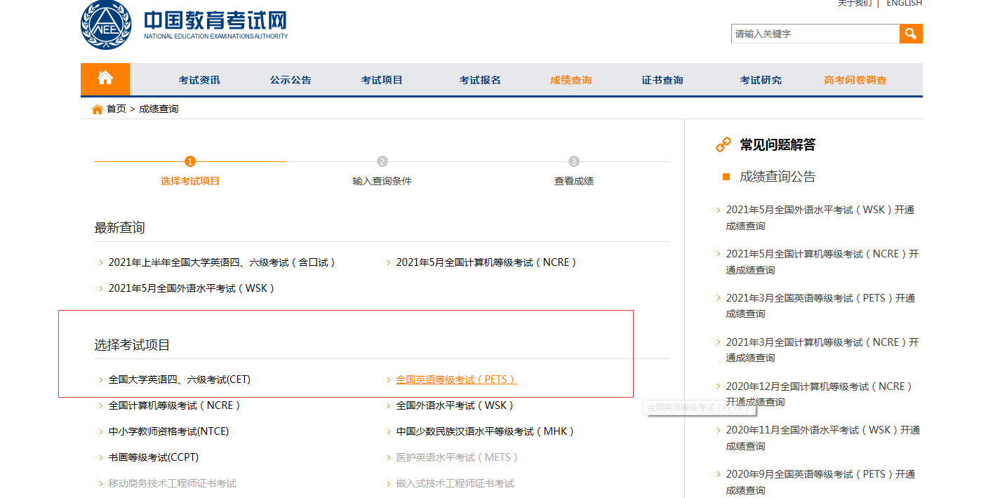 关于我们 | ENGLISH
NEE
中国教育考试网
NATIONAL EDUCATION EXAMINATIONS AUTHORITY
请输入关键字
考试资讯 公示公告 考试项目 考试报名 成绩查询 证书查询 考试研究 高考问卷调查
首页 > 成绩查询
1 2 3
选择考试项目 输入查询条件 查看成绩
最新查询
2021年上半年全国大学英语四、六级考试（含口试） 2021年5月全国计算机等级考试（NCRE）
2021年5月全国外语水平考试（WSK）
选择考试项目
全国大学英语四、六级考试(CET) 全国英语等级考试（PETS）
全国计算机等级考试（NCRE） 全国外语水平考试（WSK）
全国英语等级考试（PETS）
中小学教师资格考试(NTCE) 中国少数民族汉语水平等级考试（MHK）
书画等级考试(CCPT) 医护英语水平考试（METS）
移动商务技术工程师证书考试 嵌入式技术工程师证书考试
常见问题解答
成绩查询公告
2021年5月全国外语水平考试（WSK）开通
成绩查询
2021年5月全国计算机等级考试（NCRE）开
通成绩查询
2021年3月全国英语等级考试（PETS）开通
成绩查询
2021年3月全国计算机等级考试（NCRE）开
通成绩查询
2020年12月全国计算机等级考试（NCRE）
开通成绩查询
2020年11月全国外语水平考试（WSK）开通
成绩查询
2020年9月全国英语等级考试（PETS）开通
成绩查询